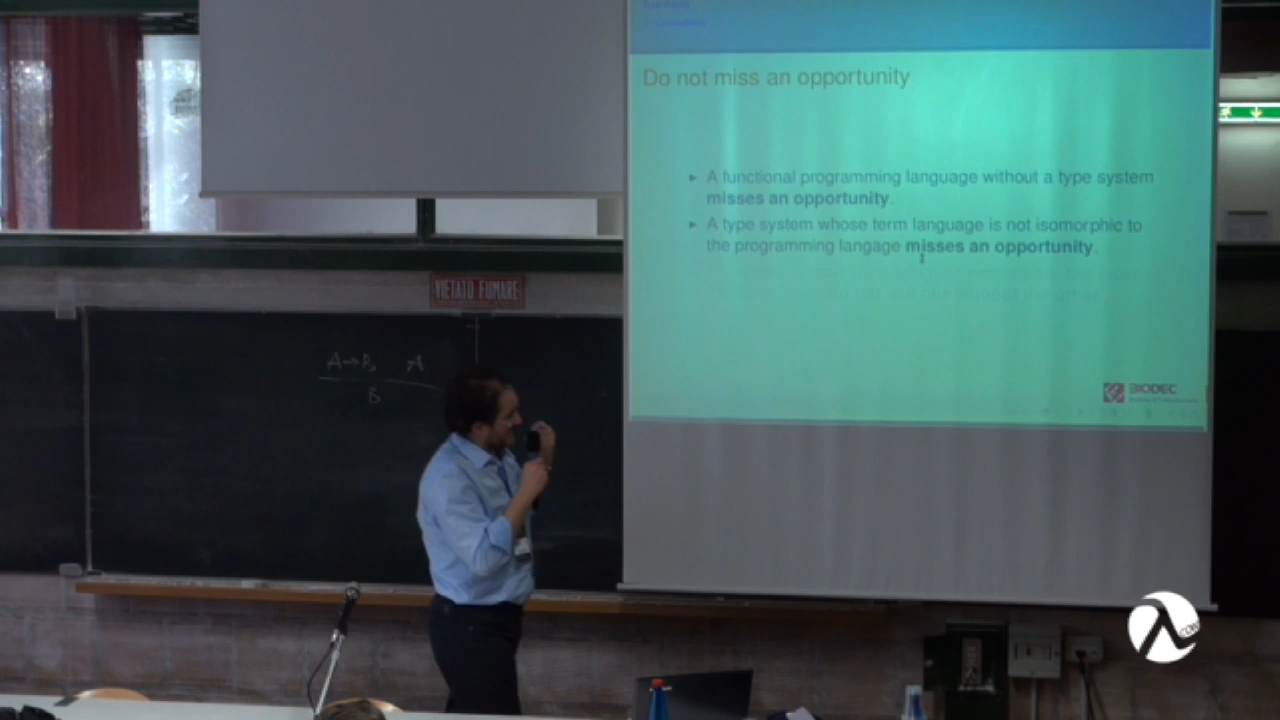 Do not miss an opportunity
▸ A functional programming language without a type system
misses an opportunity.
▸ A type system whose term language is not isomorphic to
the programming langage misses an opportunity.
VIETATO FUMARE
A→B A
B
BIODEC
λ
CON